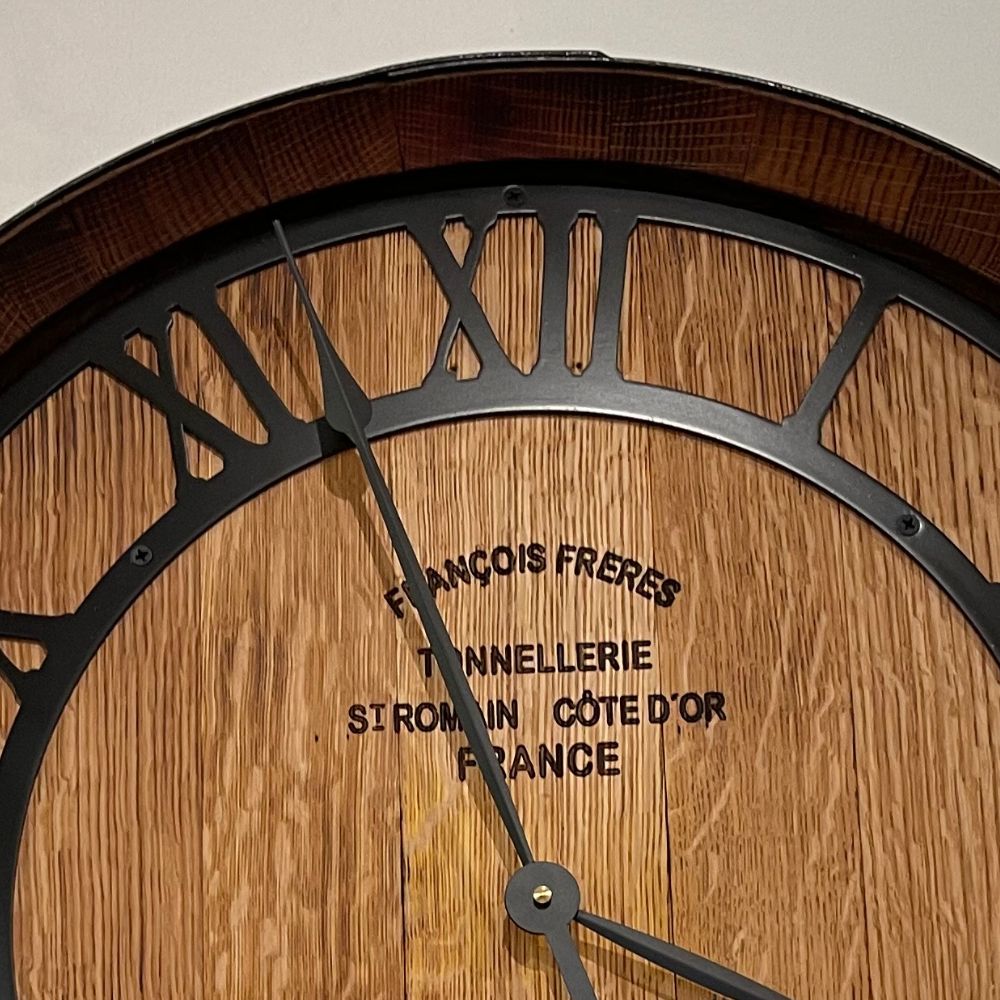 XII
XI
I
FRANÇOIS FRERES
TONNELLERIE
ST ROMAIN CÔTE D'OR
FRANCE